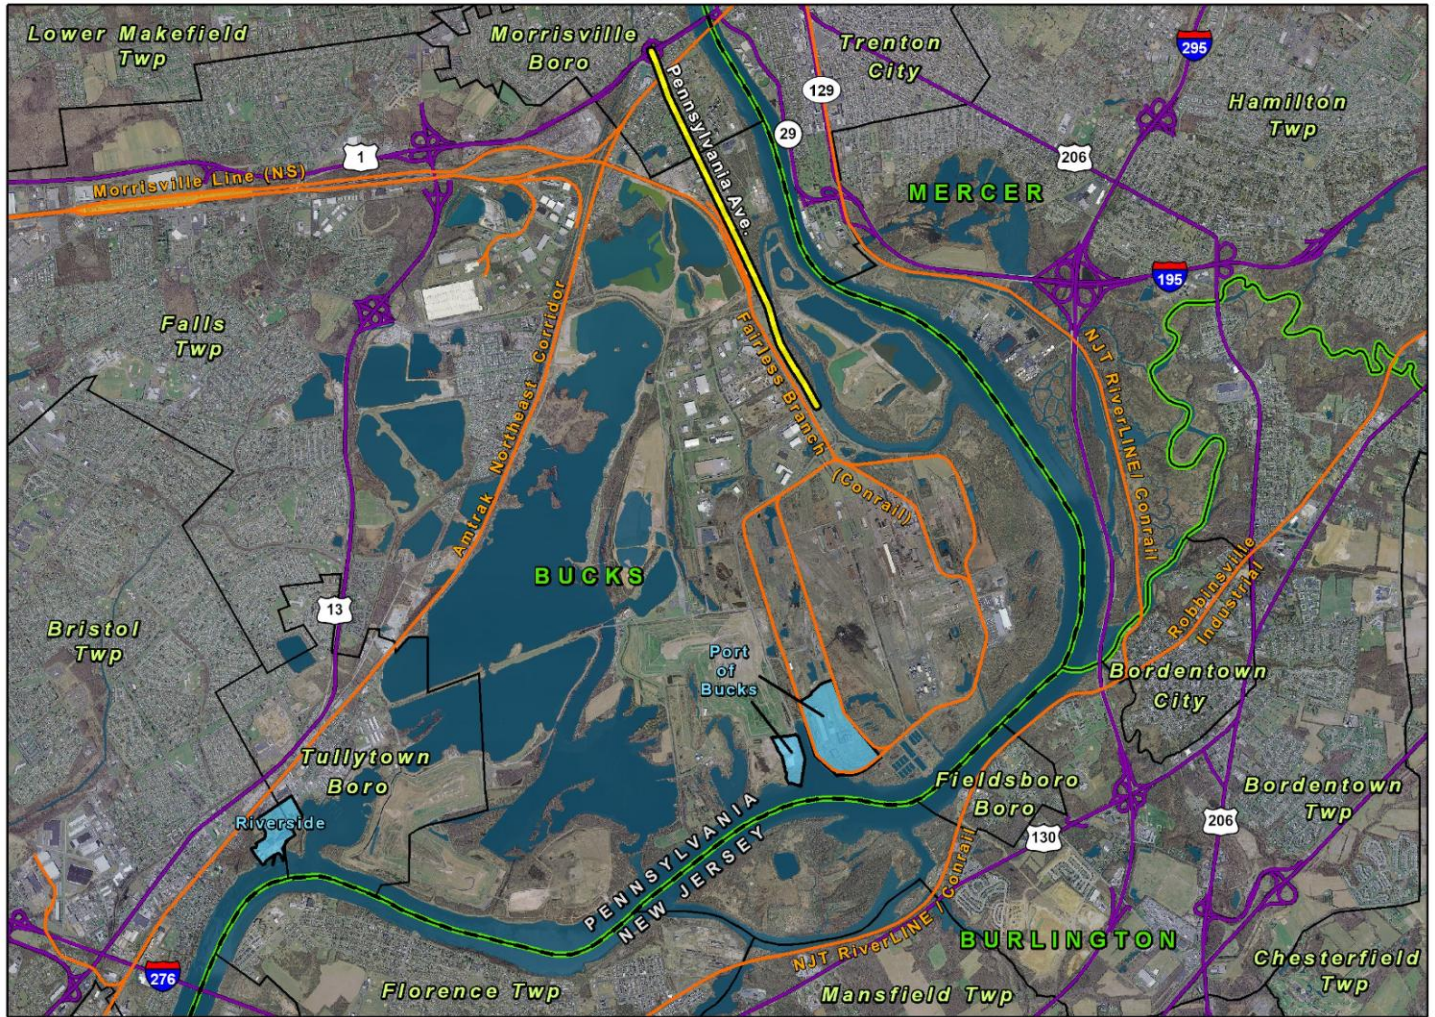 Lower Makefield
Twp
Morrisville
Boro
Trenton
City
295
Hamilton
Twp
129
29
206
1
Pennsylvania Ave.
Morrisville Line (NS)
MERCER
195
Falls
Twp
Amtrak Northeast Corridor
Fairless Branch
(Conrail)
NJT RiverLINE / Conrail
Robbinsville
Industrial
BUCKS
13
Bristol
Twp
Port
of
Bucks
Bordentown
City
Tullytown
Boro
Riverside
Fieldsboro
Boro
Bordentown
Twp
130
206
PENNSYLVANIA
NEW JERSEY
NJT RiverLINE / Conrail
BURLINGTON
276
Florence Twp
Mansfield Twp
Chesterfield
Twp